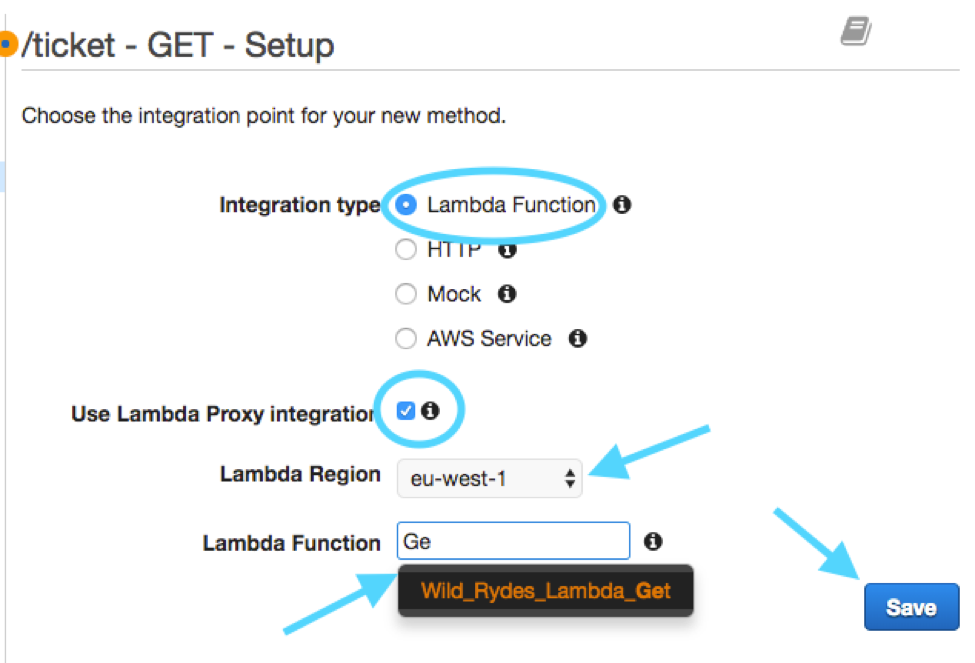 /ticket - GET - Setup
Choose the integration point for your new method.
Integration type Lambda Function
HTTP
Mock
AWS Service
Use Lambda Proxy integration
Lambda Region eu-west-1
Lambda Function Ge
Wild_Rydes_Lambda_Get
Save